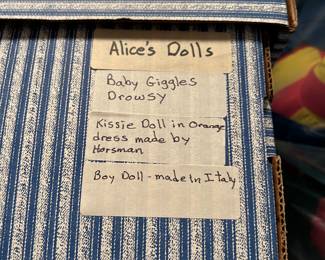 Alice's Dolls
Baby Giggles
Drowsy
Kissie Doll in Orange
dress made by
Horsman
Boy Doll - made In Italy